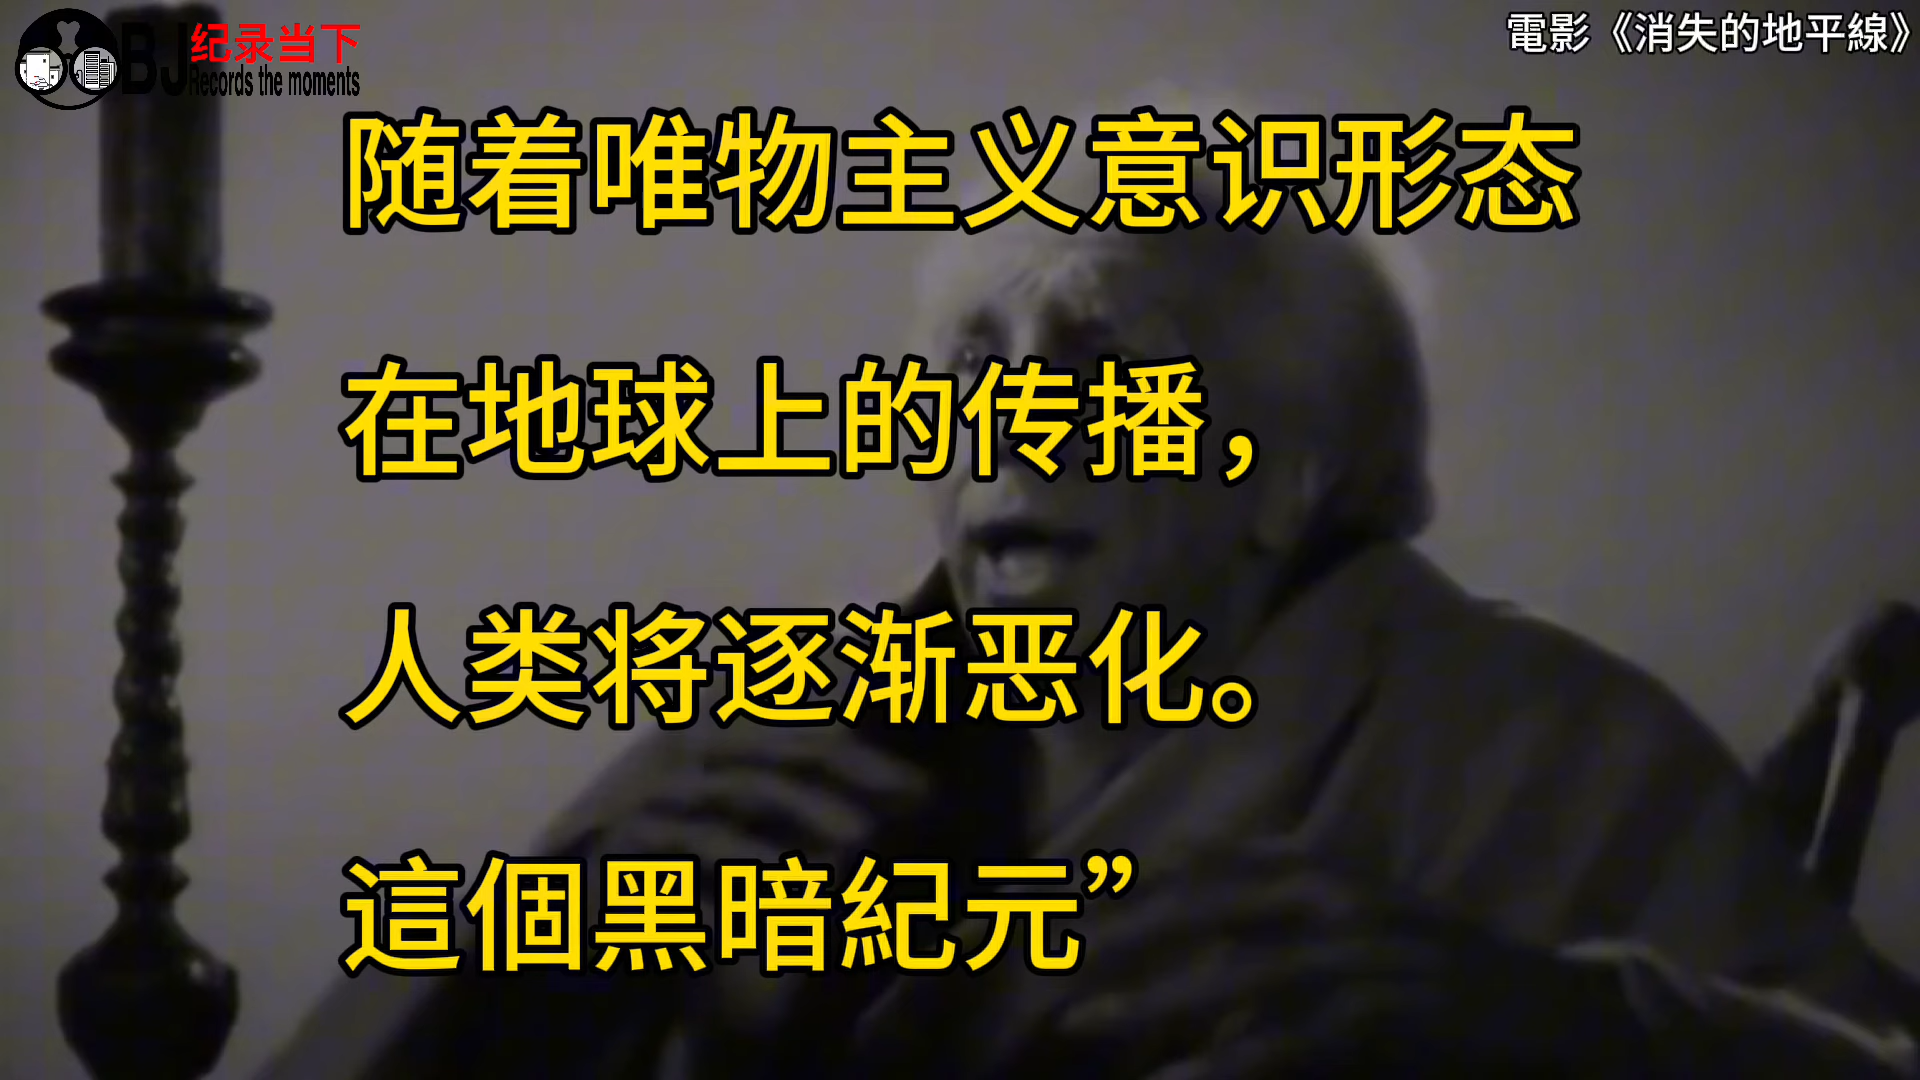 BJ纪录当下
Records the moments
電影《消失的地平線》
随着唯物主义意识形态
在地球上的传播，
人类将逐渐恶化。
這個黑暗紀元”